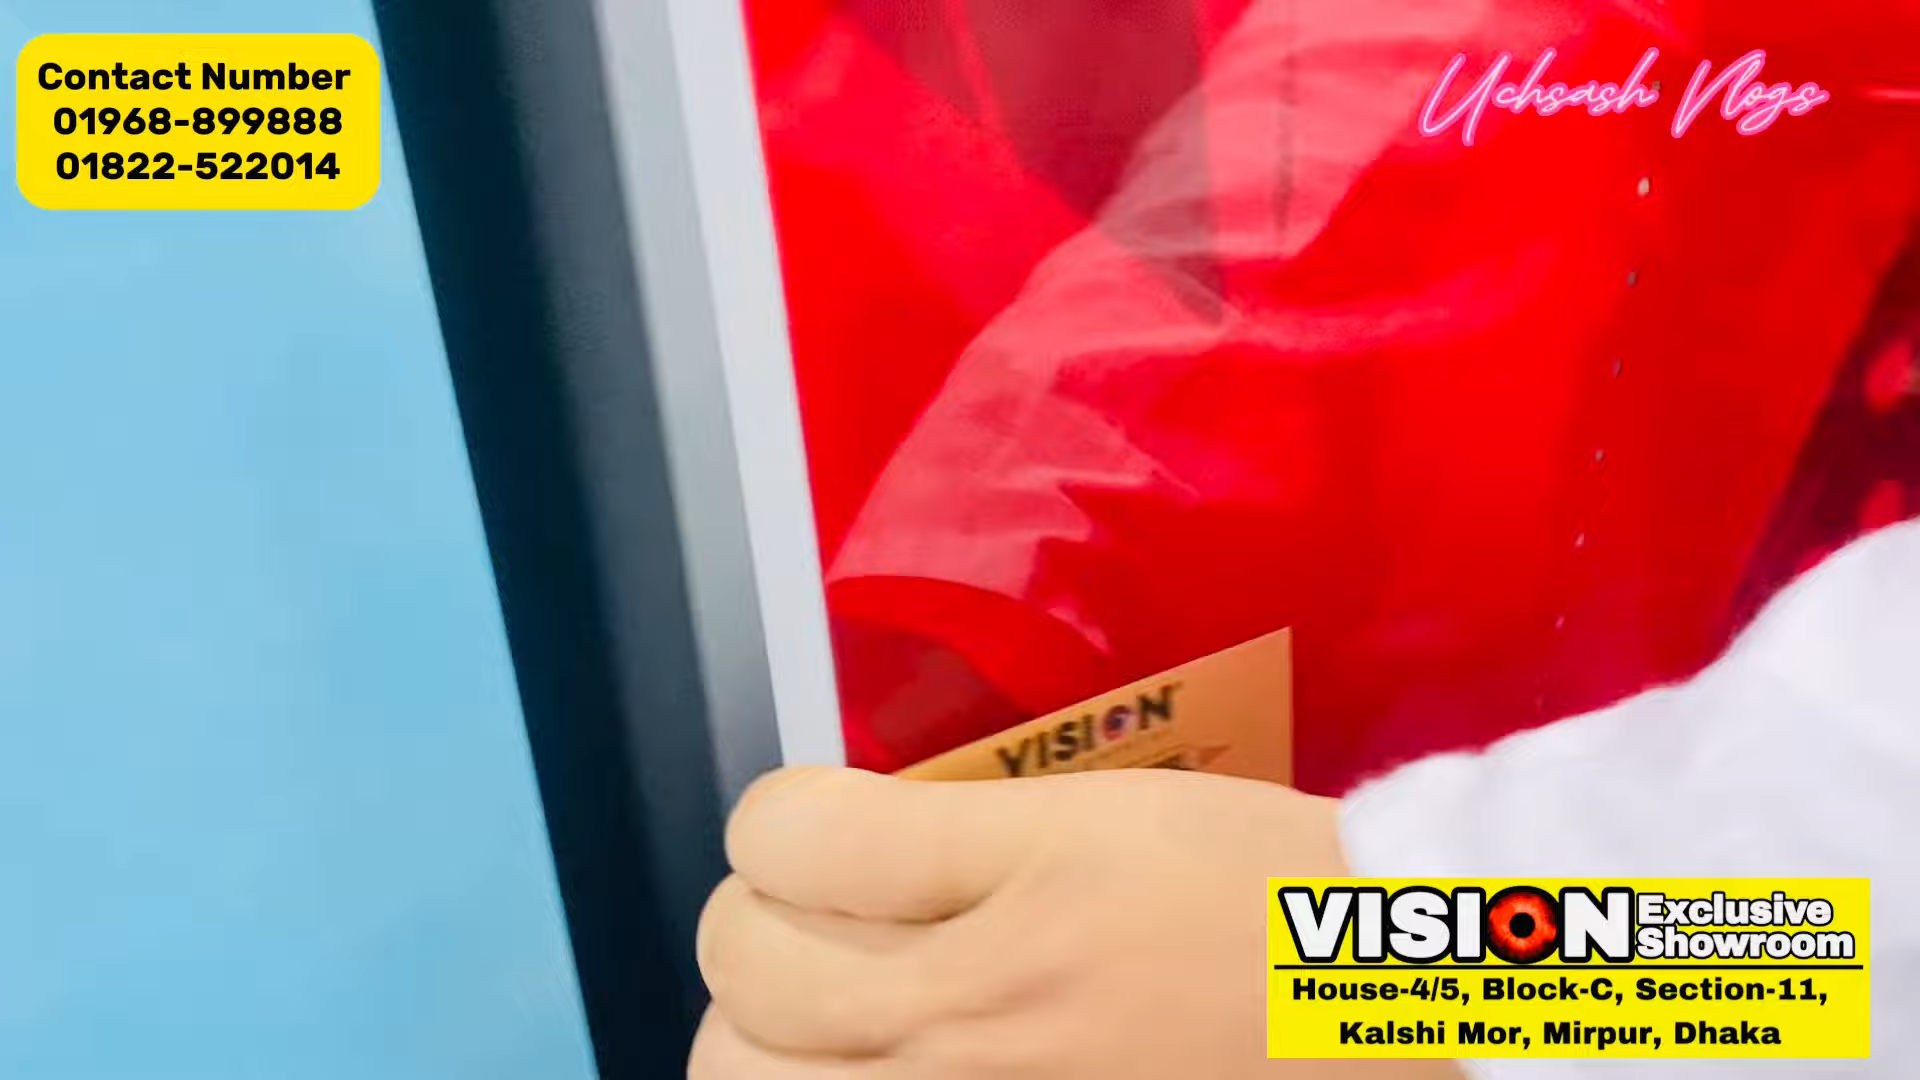 Contact Number
01968-899888
01822-522014
Uchsash Vlogs
VISION
VISION Exclusive
Showroom
House-4/5, Block-C, Section-11,
Kalshi Mor, Mirpur, Dhaka